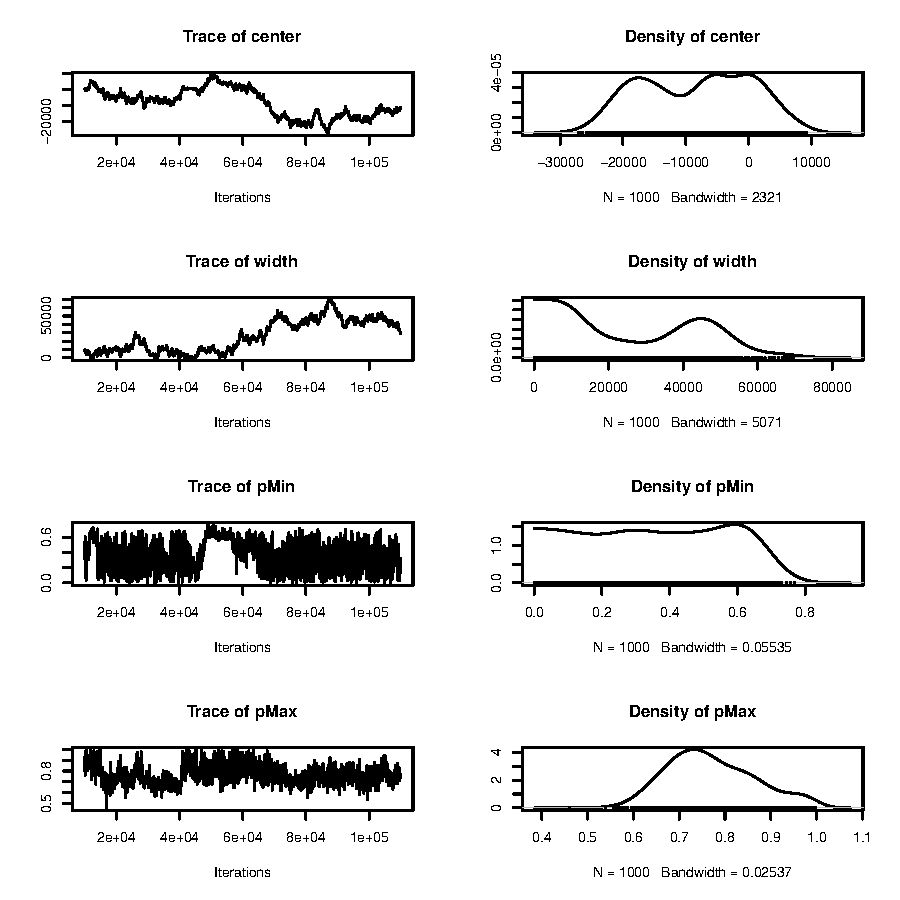 Trace of center
Density of center
-20000
2e+04 4e+04 6e+04 8e+04 1e+05
Iterations
0e+00 4e-05
-30000 -20000 -10000 0 10000
N = 1000 Bandwidth = 2321
Trace of width
Density of width
0 50000
2e+04 4e+04 6e+04 8e+04 1e+05
Iterations
0.0e+00
0 20000 40000 60000 80000
N = 1000 Bandwidth = 5071
Trace of pMin
Density of pMin
0.0 0.6
2e+04 4e+04 6e+04 8e+04 1e+05
Iterations
0.0 1.0
0.0 0.2 0.4 0.6 0.8
N = 1000 Bandwidth = 0.05535
Trace of pMax
Density of pMax
0.5 0.8
2e+04 4e+04 6e+04 8e+04 1e+05
Iterations
0 2 4
0.4 0.5 0.6 0.7 0.8 0.9 1.0 1.1
N = 1000 Bandwidth = 0.02537